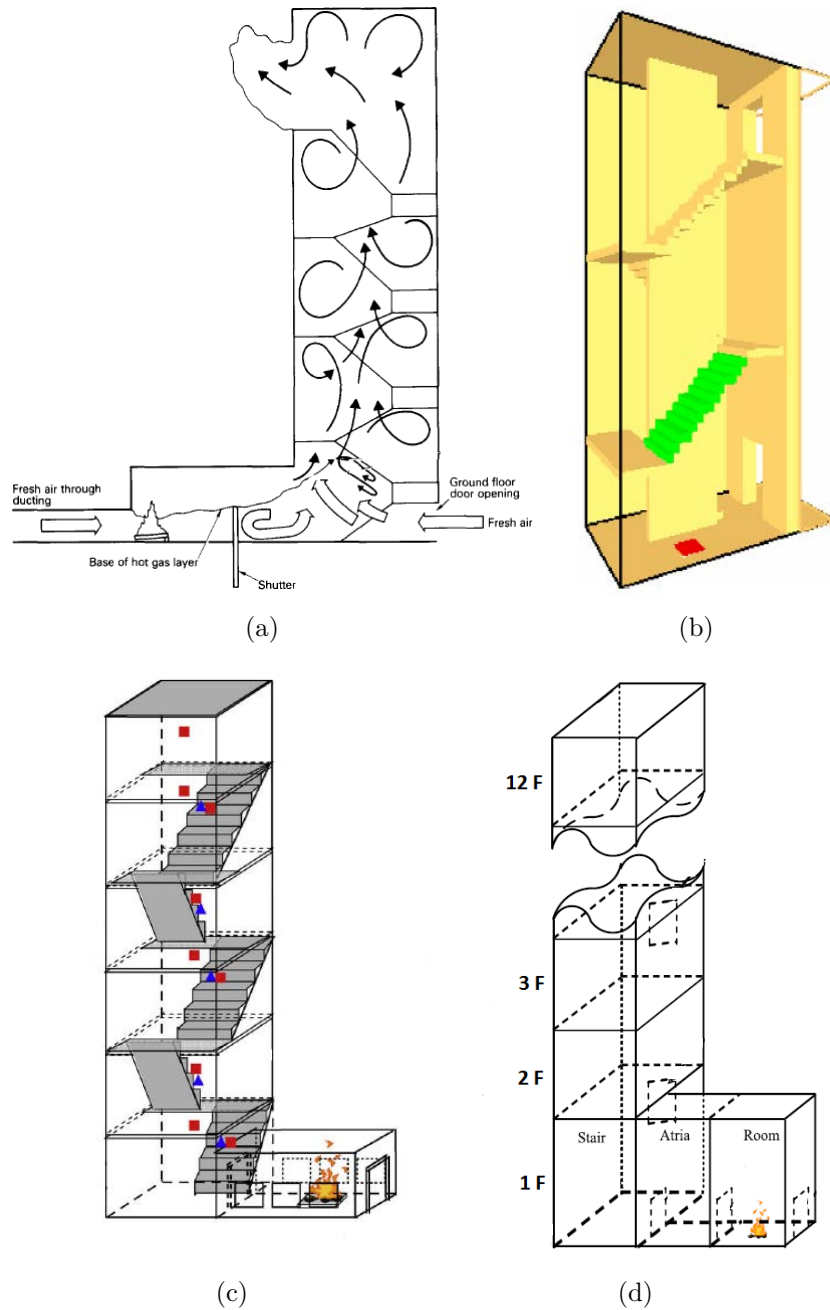 Fresh air through
ducting
Ground floor
door opening
Fresh air
Base of hot gas layer
Shutter
(a)
(b)
12 F
3 F
2 F
Stair
Atria
Room
1 F
(c)
(d)